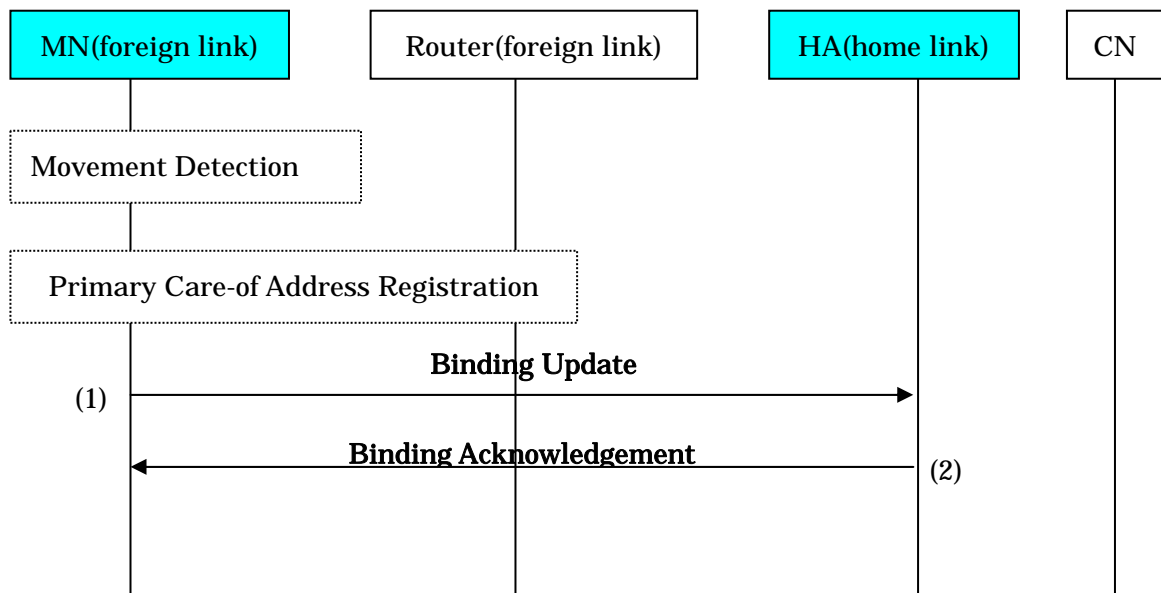 MN(foreign link)
Router(foreign link)
HA(home link)
CN
Movement Detection
Primary Care-of Address Registration
Binding Update
(1)
Binding Acknowledgement
(2)